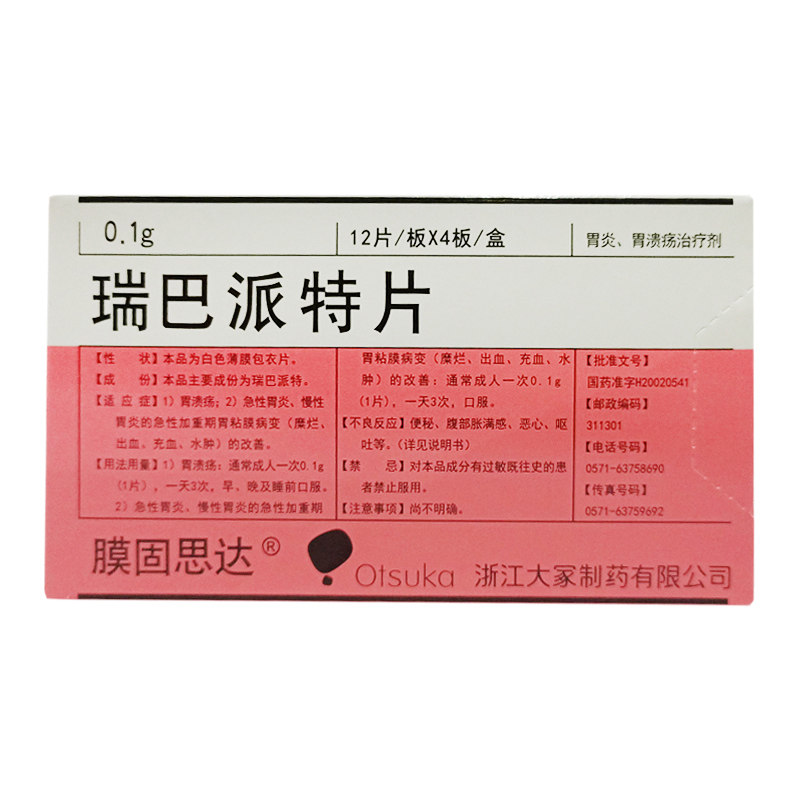 0.1g
12片/板X4板/盒
胃炎、胃溃疡治疗剂
瑞巴派特片
【性 状】本品为白色薄膜包衣片。
【成 份】本品主要成份为瑞巴派特。
【适 应 症】1）胃溃疡；2）急性胃炎、慢性
胃炎的急性加重期胃粘膜病变（糜烂、
出血、充血、水肿）的改善。
【用法用量】1）胃溃疡：通常成人一次0.1g
（1片），一天3次，早、晚及睡前口服。
2）急性胃炎、慢性胃炎的急性加重期
胃粘膜病变（糜烂、出血、充血、水
肿）的改善：通常成人一次0.1g
（1片），一天3次，口服。
【不良反应】便秘、腹部胀满感、恶心、呕
吐等。（详见说明书）
【禁 忌】对本品成分有过敏既往史的患
者禁止服用。
【注意事项】尚不明确。
【批准文号】
国药准字H20020541
【邮政编码】
311301
【电话号码】
0571-63758690
【传真号码】
0571-63759692
膜固思达®
Otsuka 浙江大冢制药有限公司